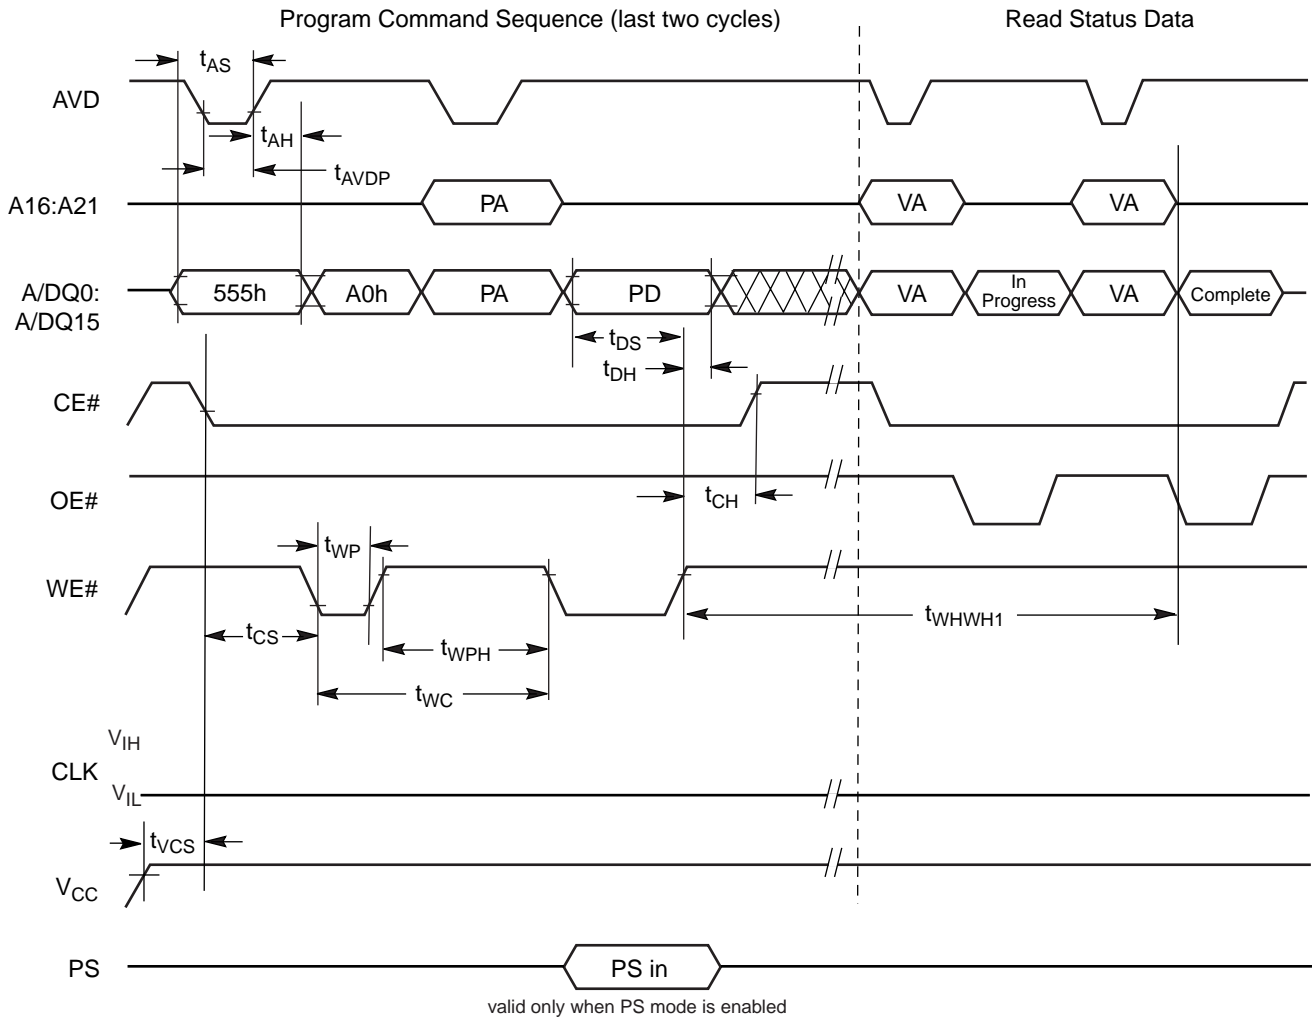 Program Command Sequence (last two cycles)
Read Status Data
tAS
AVD
tAH
tAVDP
A16:A21
PA
VA
VA
A/DQ0:
A/DQ15
555h
A0h
PA
PD
VA
In
Progress
VA
Complete
tDS
tDH
CE#
OE#
tCH
tWP
WE#
tWHWH1
tCS
tWPH
tWC
VIH
CLK
VIL
tVCS
VCC
PS
PS in
valid only when PS mode is enabled